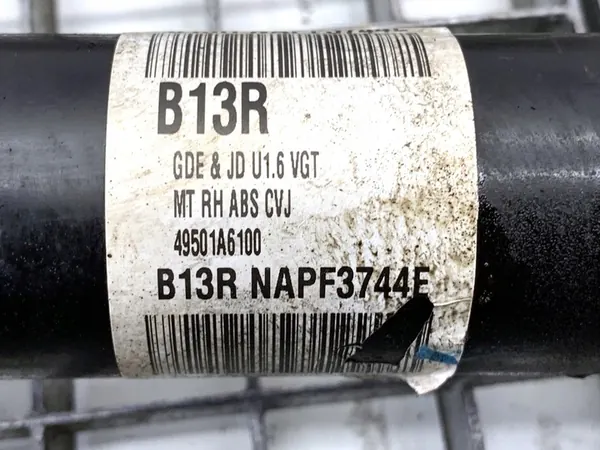 B13R
GDE & JD U1.6 VGT
MT RH ABS CVJ
49501A6100
B13R NAPF3744E